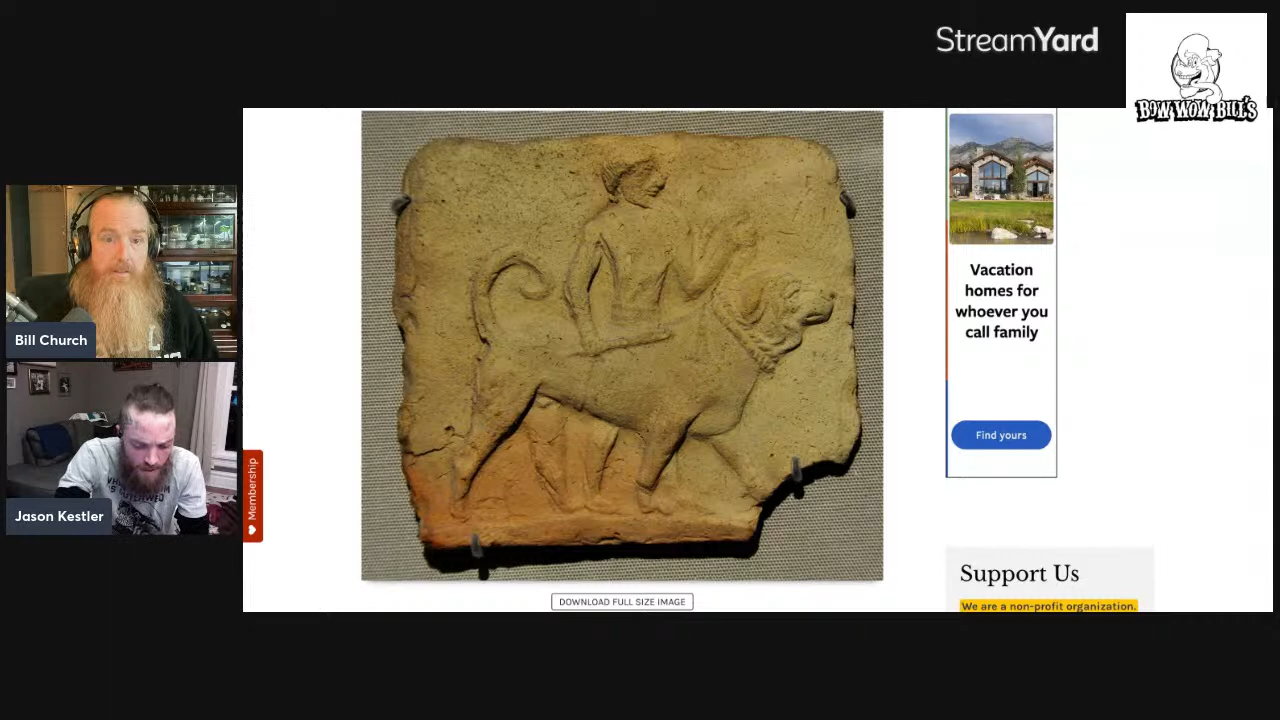 StreamYard
BOW WOW BILL'S
Bill Church
Jason Kestler
Membership
Vacation
homes for
whoever you
call family
Find yours
DOWNLOAD FULL SIZE IMAGE
Support Us
We are a non-profit organization.